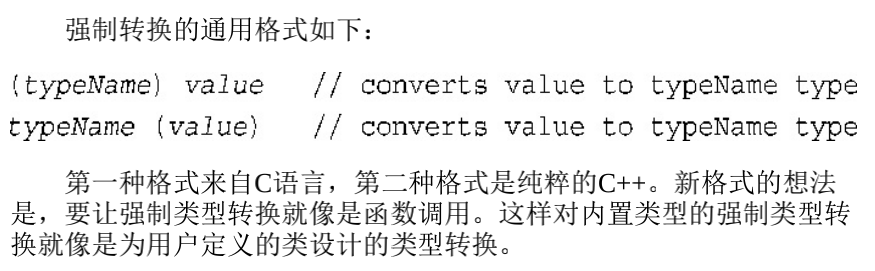 强制转换的通用格式如下：
(typeName) value // converts value to typeName type
typeName (value) // converts value to typeName type
第一种格式来自C语言，第二种格式是纯粹的C++。新格式的想法
是，要让强制类型转换就像是函数调用。这样对内置类型的强制类型转
换就像是为用户定义的类设计的类型转换。